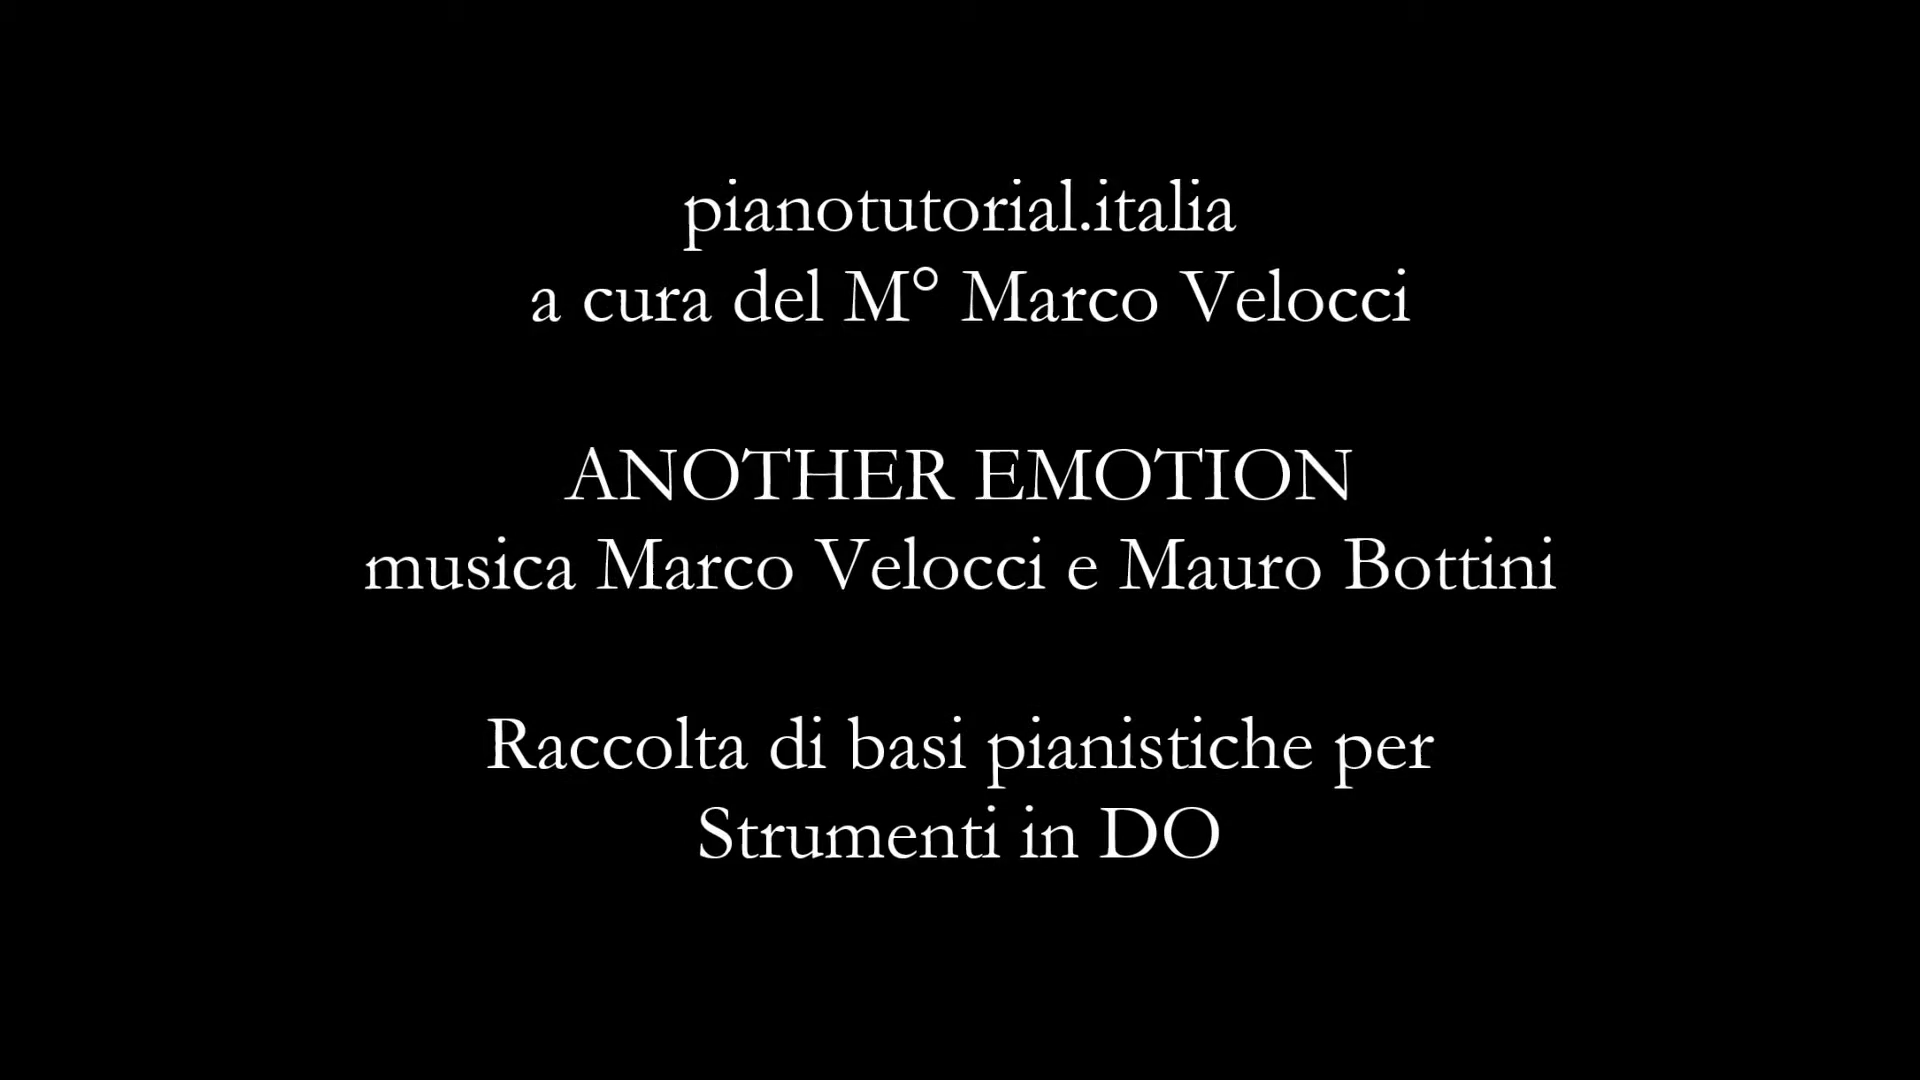 pianotutorial.italia
a cura del M° Marco Velocci
ANOTHER EMOTION
musica Marco Velocci e Mauro Bottini
Raccolta di basi pianistiche per
Strumenti in DO